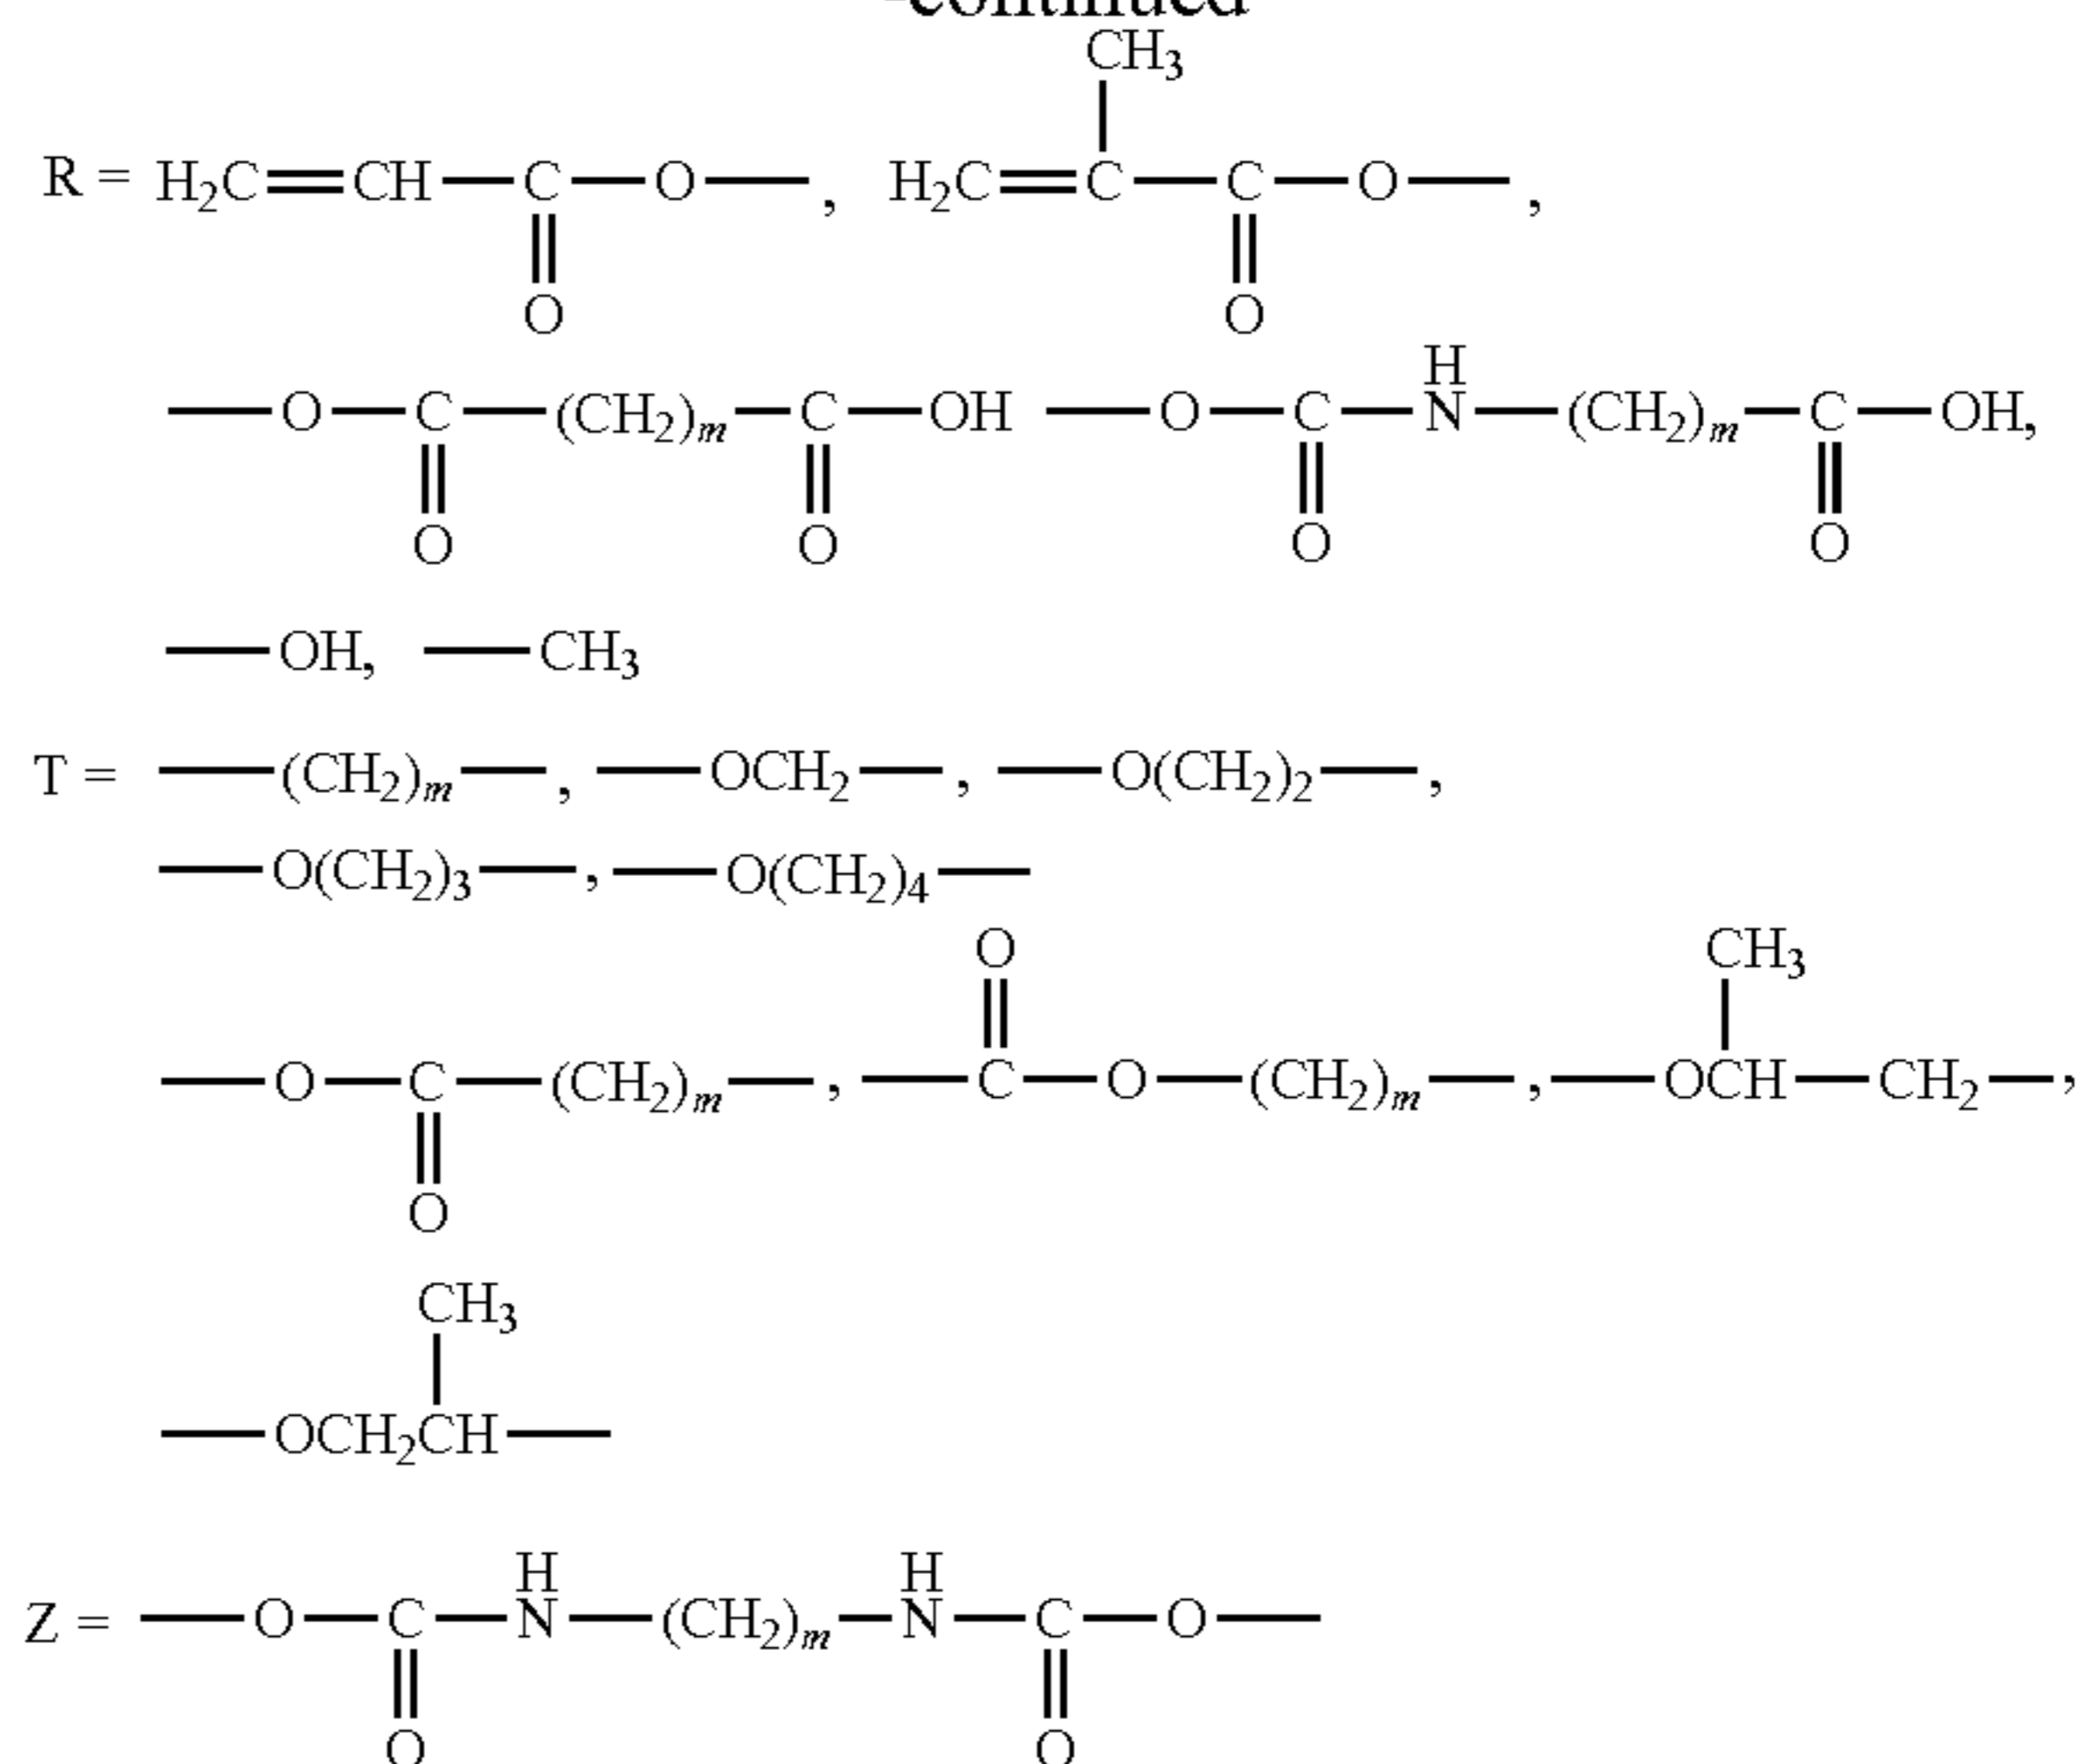 -continued
CH3
R = H2C=CH—C—O—, H2C=C—C—O—,
O O
H
—O—C—(CH2)m—C—OH —O—C—N—(CH2)m—C—OH,
O O O O
—OH, —CH3
T = —(CH2)m—, —OCH2—, —O(CH2)2—,
—O(CH2)3—, —O(CH2)4—
O CH3
—O—C—(CH2)m—, —C—O—(CH2)m—, —OCH—CH2—,
O
CH3
—OCH2CH—
H H
Z = —O—C—N—(CH2)m—N—C—O—
O O